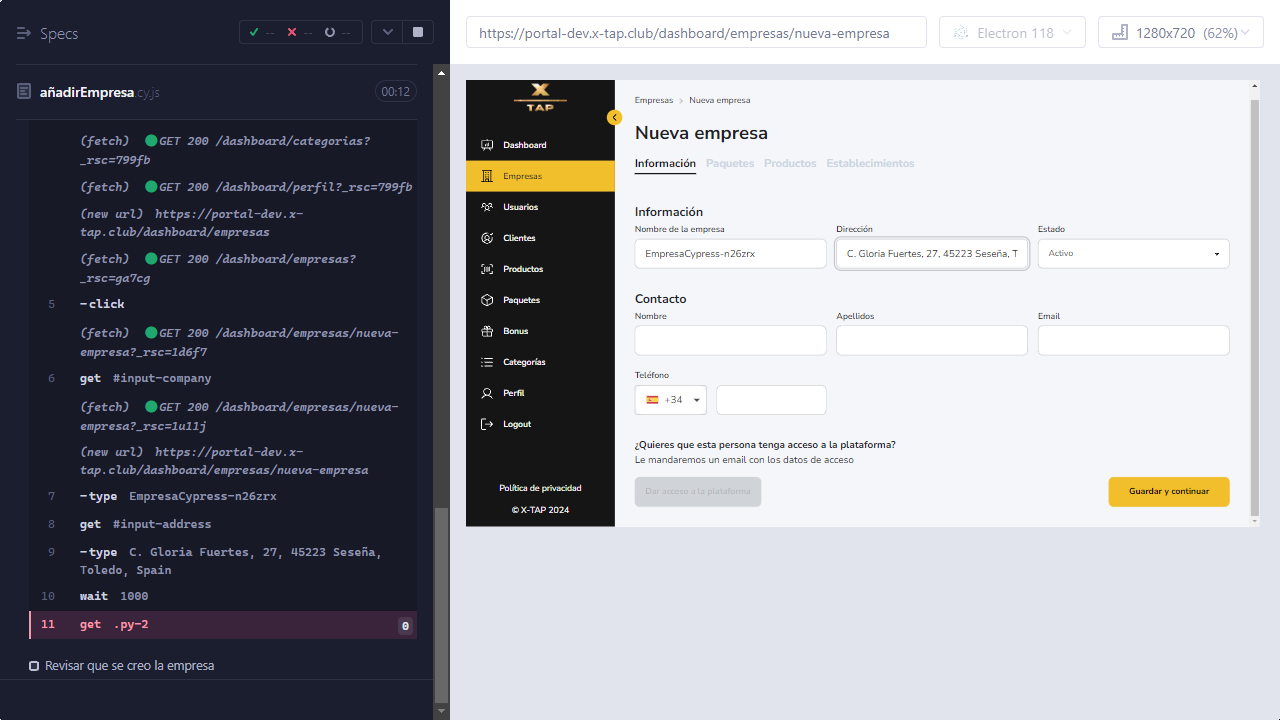 Specs
-- -- --
añadirEmpresa.cy.js
00:12
(fetch) GET 200 /dashboard/categorias?
_rsc=799fb
(fetch) GET 200 /dashboard/perfil?_rsc=799fb
(new url) https://portal-dev.x-
tap.club/dashboard/empresas
(fetch) GET 200 /dashboard/empresas?
_rsc=ga7cg
5 -click
(fetch) GET 200 /dashboard/empresas/nueva-
empresa?_rsc=1d6f7
6 get #input-company
(fetch) GET 200 /dashboard/empresas/nueva-
empresa?_rsc=1u11j
(new url) https://portal-dev.x-
tap.club/dashboard/empresas/nueva-empresa
7 -type EmpresaCypress-n26zrx
8 get #input-address
9 -type C. Gloria Fuertes, 27, 45223 Seseña,
Toledo, Spain
10 wait 1000
11 get .py-2 0
Revisar que se creo la empresa
https://portal-dev.x-tap.club/dashboard/empresas/nueva-empresa
Electron 118
1280x720 (62%)
X
TAP
Dashboard
Empresas
Usuarios
Clientes
Productos
Paquetes
Bonus
Categorías
Perfil
Logout
Política de privacidad
© X-TAP 2024
Empresas > Nueva empresa
Nueva empresa
Información Paquetes Productos Establecimientos
Información
Nombre de la empresa Dirección Estado
EmpresaCypress-n26zrx C. Gloria Fuertes, 27, 45223 Seseña, T Activo
Contacto
Nombre Apellidos Email
Teléfono
+34
¿Quieres que esta persona tenga acceso a la plataforma?
Le mandaremos un email con los datos de acceso
Dar acceso a la plataforma Guardar y continuar